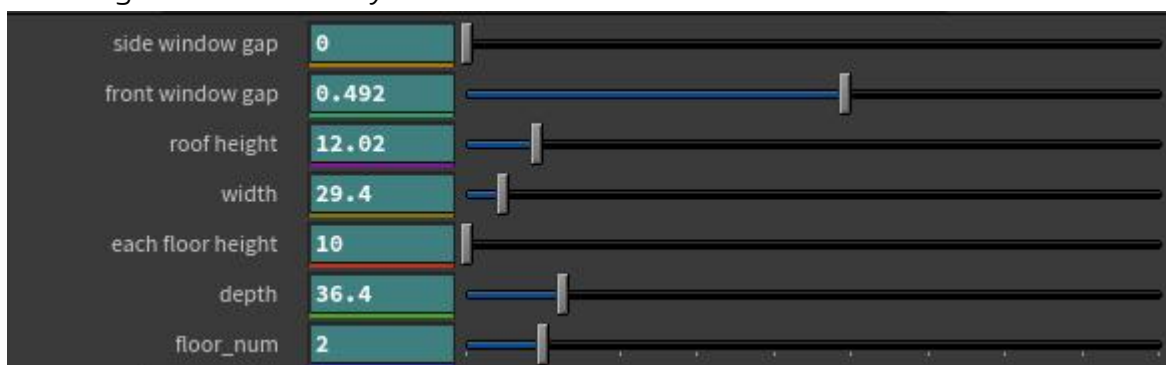 side window gap 0
front window gap 0.492
roof height 12.02
width 29.4
each floor height 10
depth 36.4
floor_num 2